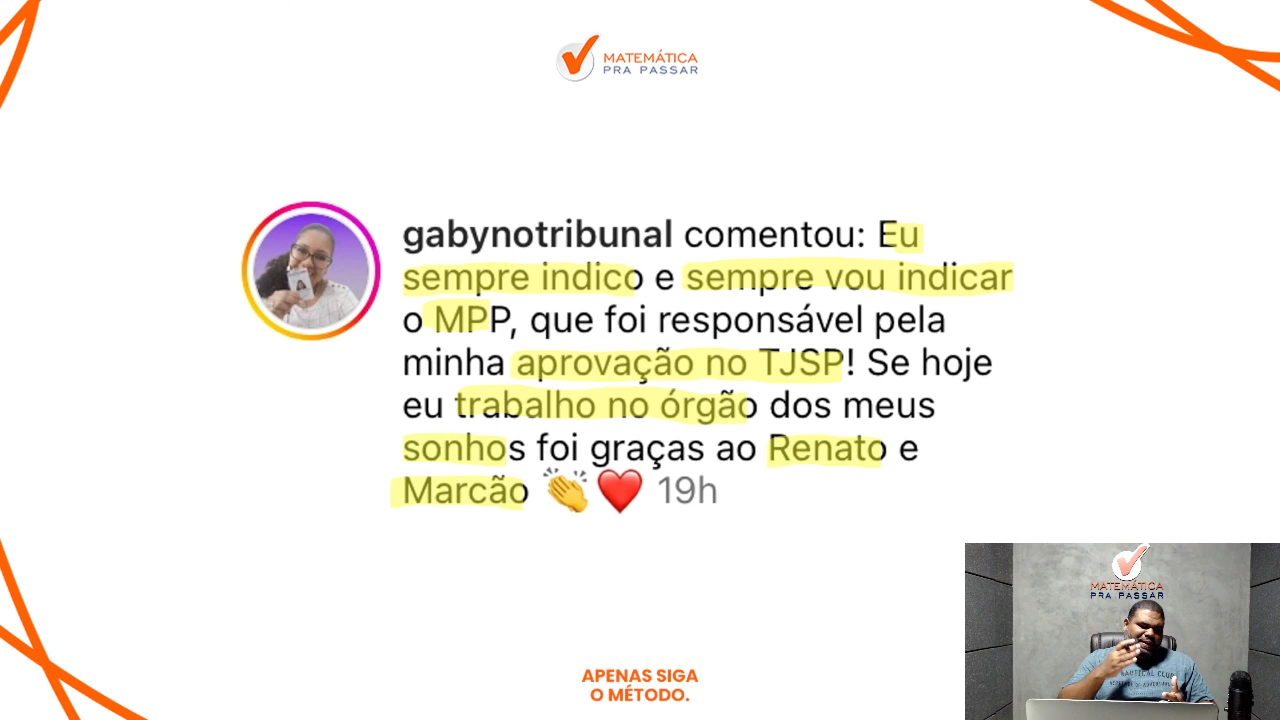 MATEMÁTICA
PRA PASSAR
gabynotribunal comentou: Eu
sempre indico e sempre vou indicar
o MPP, que foi responsável pela
minha aprovação no TJSP! Se hoje
eu trabalho no órgão dos meus
sonhos foi graças ao Renato e
Marcão 👏❤️ 19h
MATEMÁTICA
PRA PASSAR
NAUTICAL CLUB
APENAS SIGA
O MÉTODO.